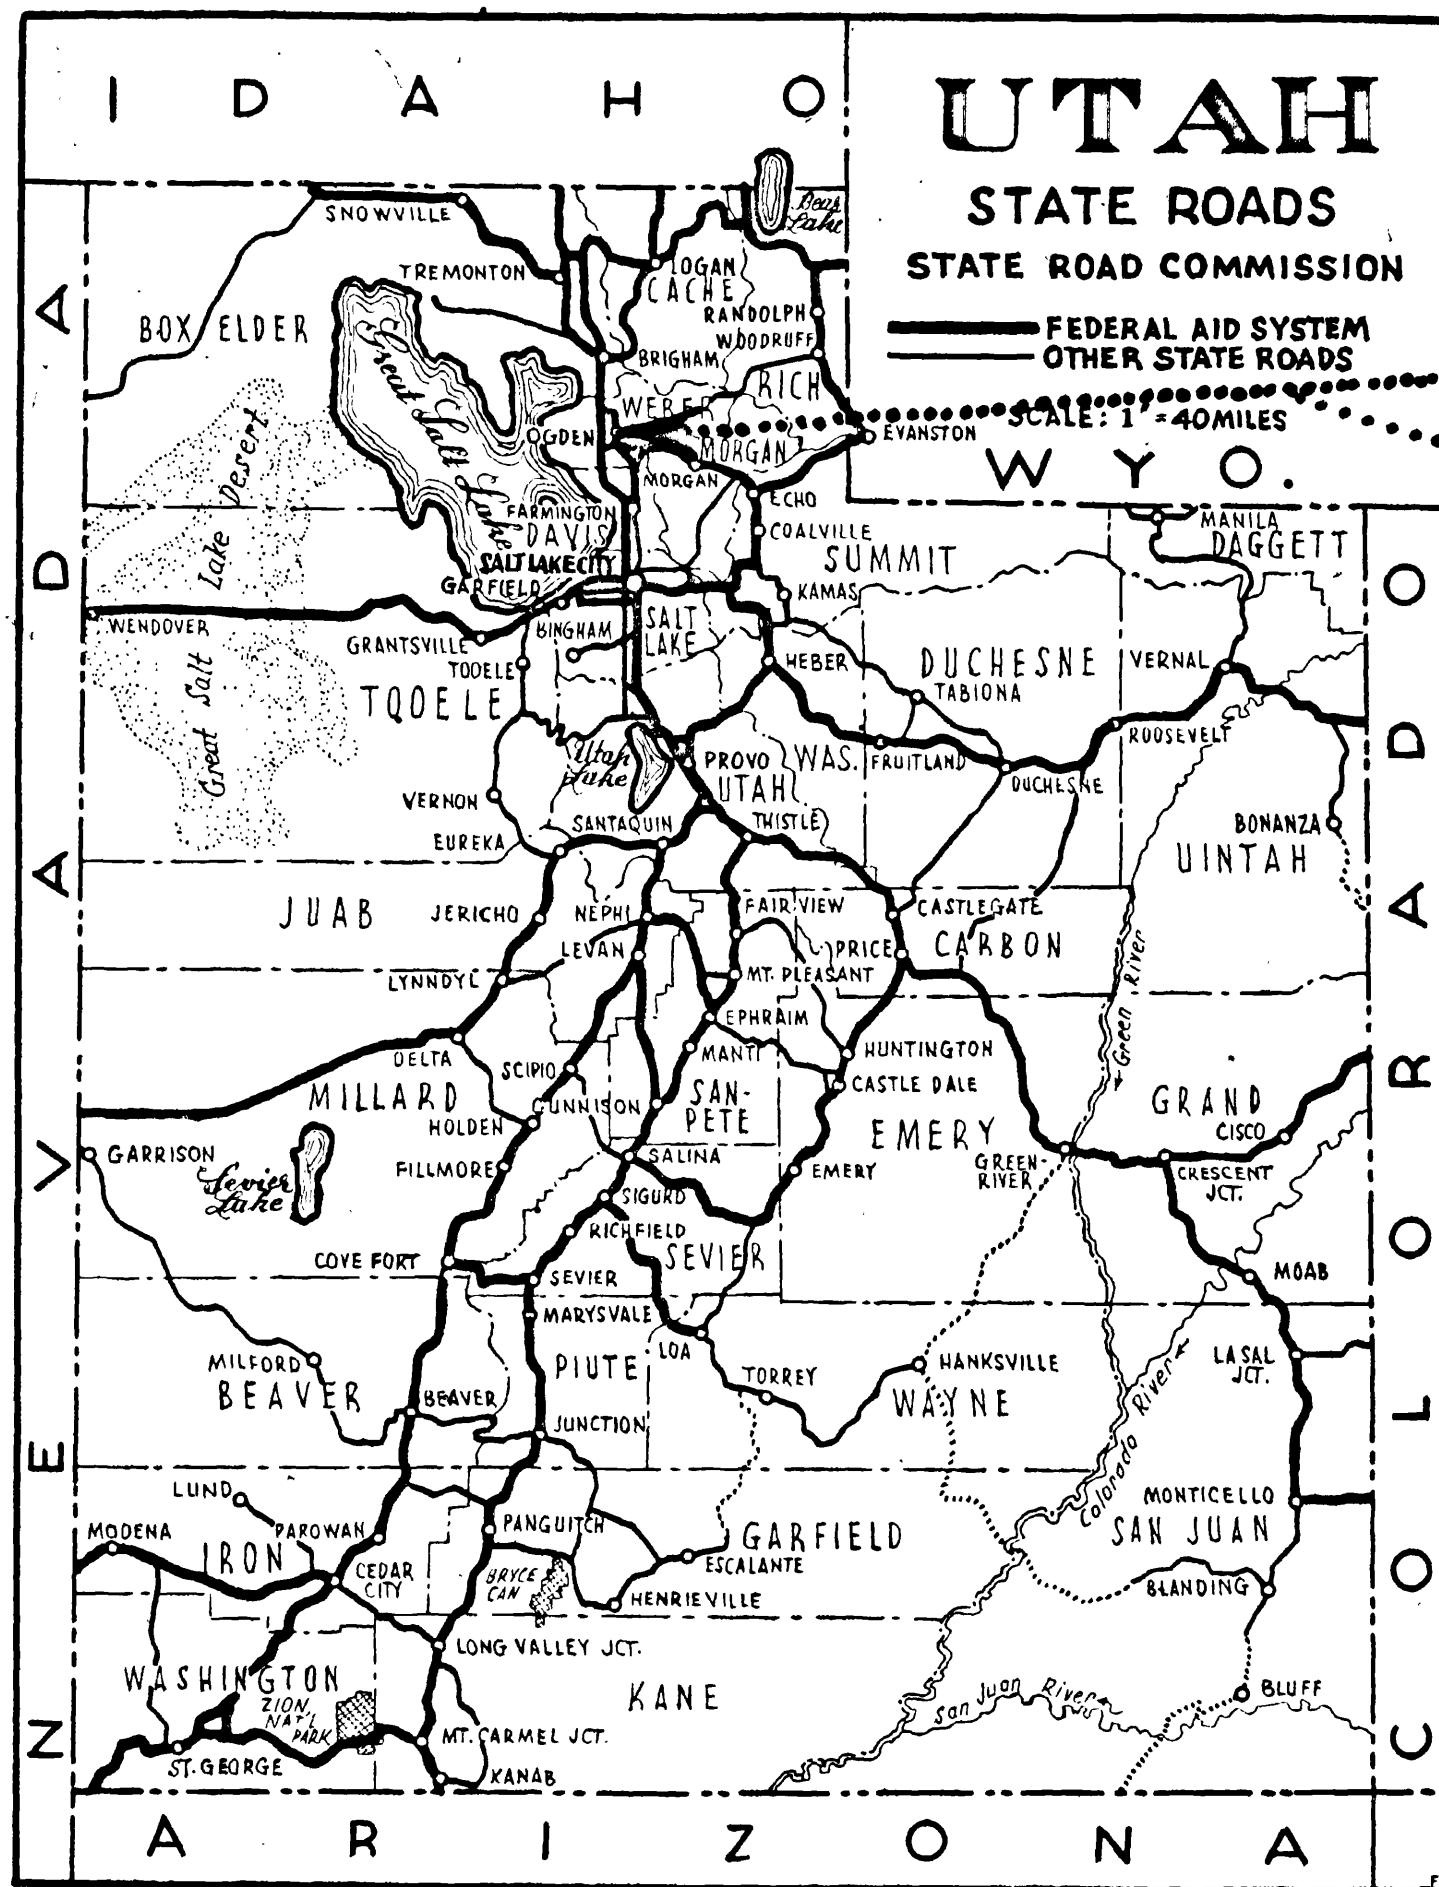 I D A H O
UTAH
STATE ROADS
STATE ROAD COMMISSION
FEDERAL AID SYSTEM
OTHER STATE ROADS
SCALE: 1" = 40 MILES
W Y O.
N E V A D A
C O L O R A D O
A R I Z O N A
Bear
Lake
SNOWVILLE
TREMONTON
LOGAN
CACHE
RANDOLPH
WOODRUFF
BOX ELDER
BRIGHAM
RICH
Great Salt Lake
WEBER
OGDEN
MORGAN
EVANSTON
MORGAN
ECHO
FARMINGTON
DAVIS
COALVILLE
SUMMIT
MANILA
DAGGETT
Great Salt Lake Desert
SALT LAKE CITY
GARFIELD
KAMAS
WENDOVER
GRANTSVILLE
BINGHAM
SALT
LAKE
TOOELE
TOOELE
HEBER
DUCHESNE
VERNAL
TABIONA
ROOSEVELT
Utah
Lake
PROVO
UTAH
WAS.
FRUITLAND
DUCHESNE
VERNON
SANTAQUIN
THISTLE
BONANZA
UINTAH
EUREKA
JUAB
JERICHO
NEPHI
FAIRVIEW
CASTLEGATE
CARBON
LEVAN
PRICE
LYNNDYL
MT. PLEASANT
Green River
EPHRAIM
DELTA
MANTI
HUNTINGTON
SCIPIO
CASTLE DALE
MILLARD
GUNNISON
SAN-
PETE
GRAND
HOLDEN
EMERY
CISCO
GARRISON
Sevier
Lake
FILLMORE
SALINA
EMERY
GREEN-
RIVER
CRESCENT
JCT.
SIGURD
RICHFIELD
SEVIER
COVE FORT
SEVIER
MOAB
MARYSVALE
LOA
PIUTE
MILFORD
BEAVER
BEAVER
TORREY
HANKSVILLE
WAYNE
LA SAL
JCT.
JUNCTION
Colorado River
LUND
MONTICELLO
SAN JUAN
MODENA
PAROWAN
IRON
PANGUITCH
GARFIELD
CEDAR
CITY
BRYCE
CAN
ESCALANTE
HENRIEVILLE
BLANDING
LONG VALLEY JCT.
WASHINGTON
KANE
ZION
NAT'L
PARK
San Juan River
BLUFF
MT. CARMEL JCT.
ST. GEORGE
KANAB